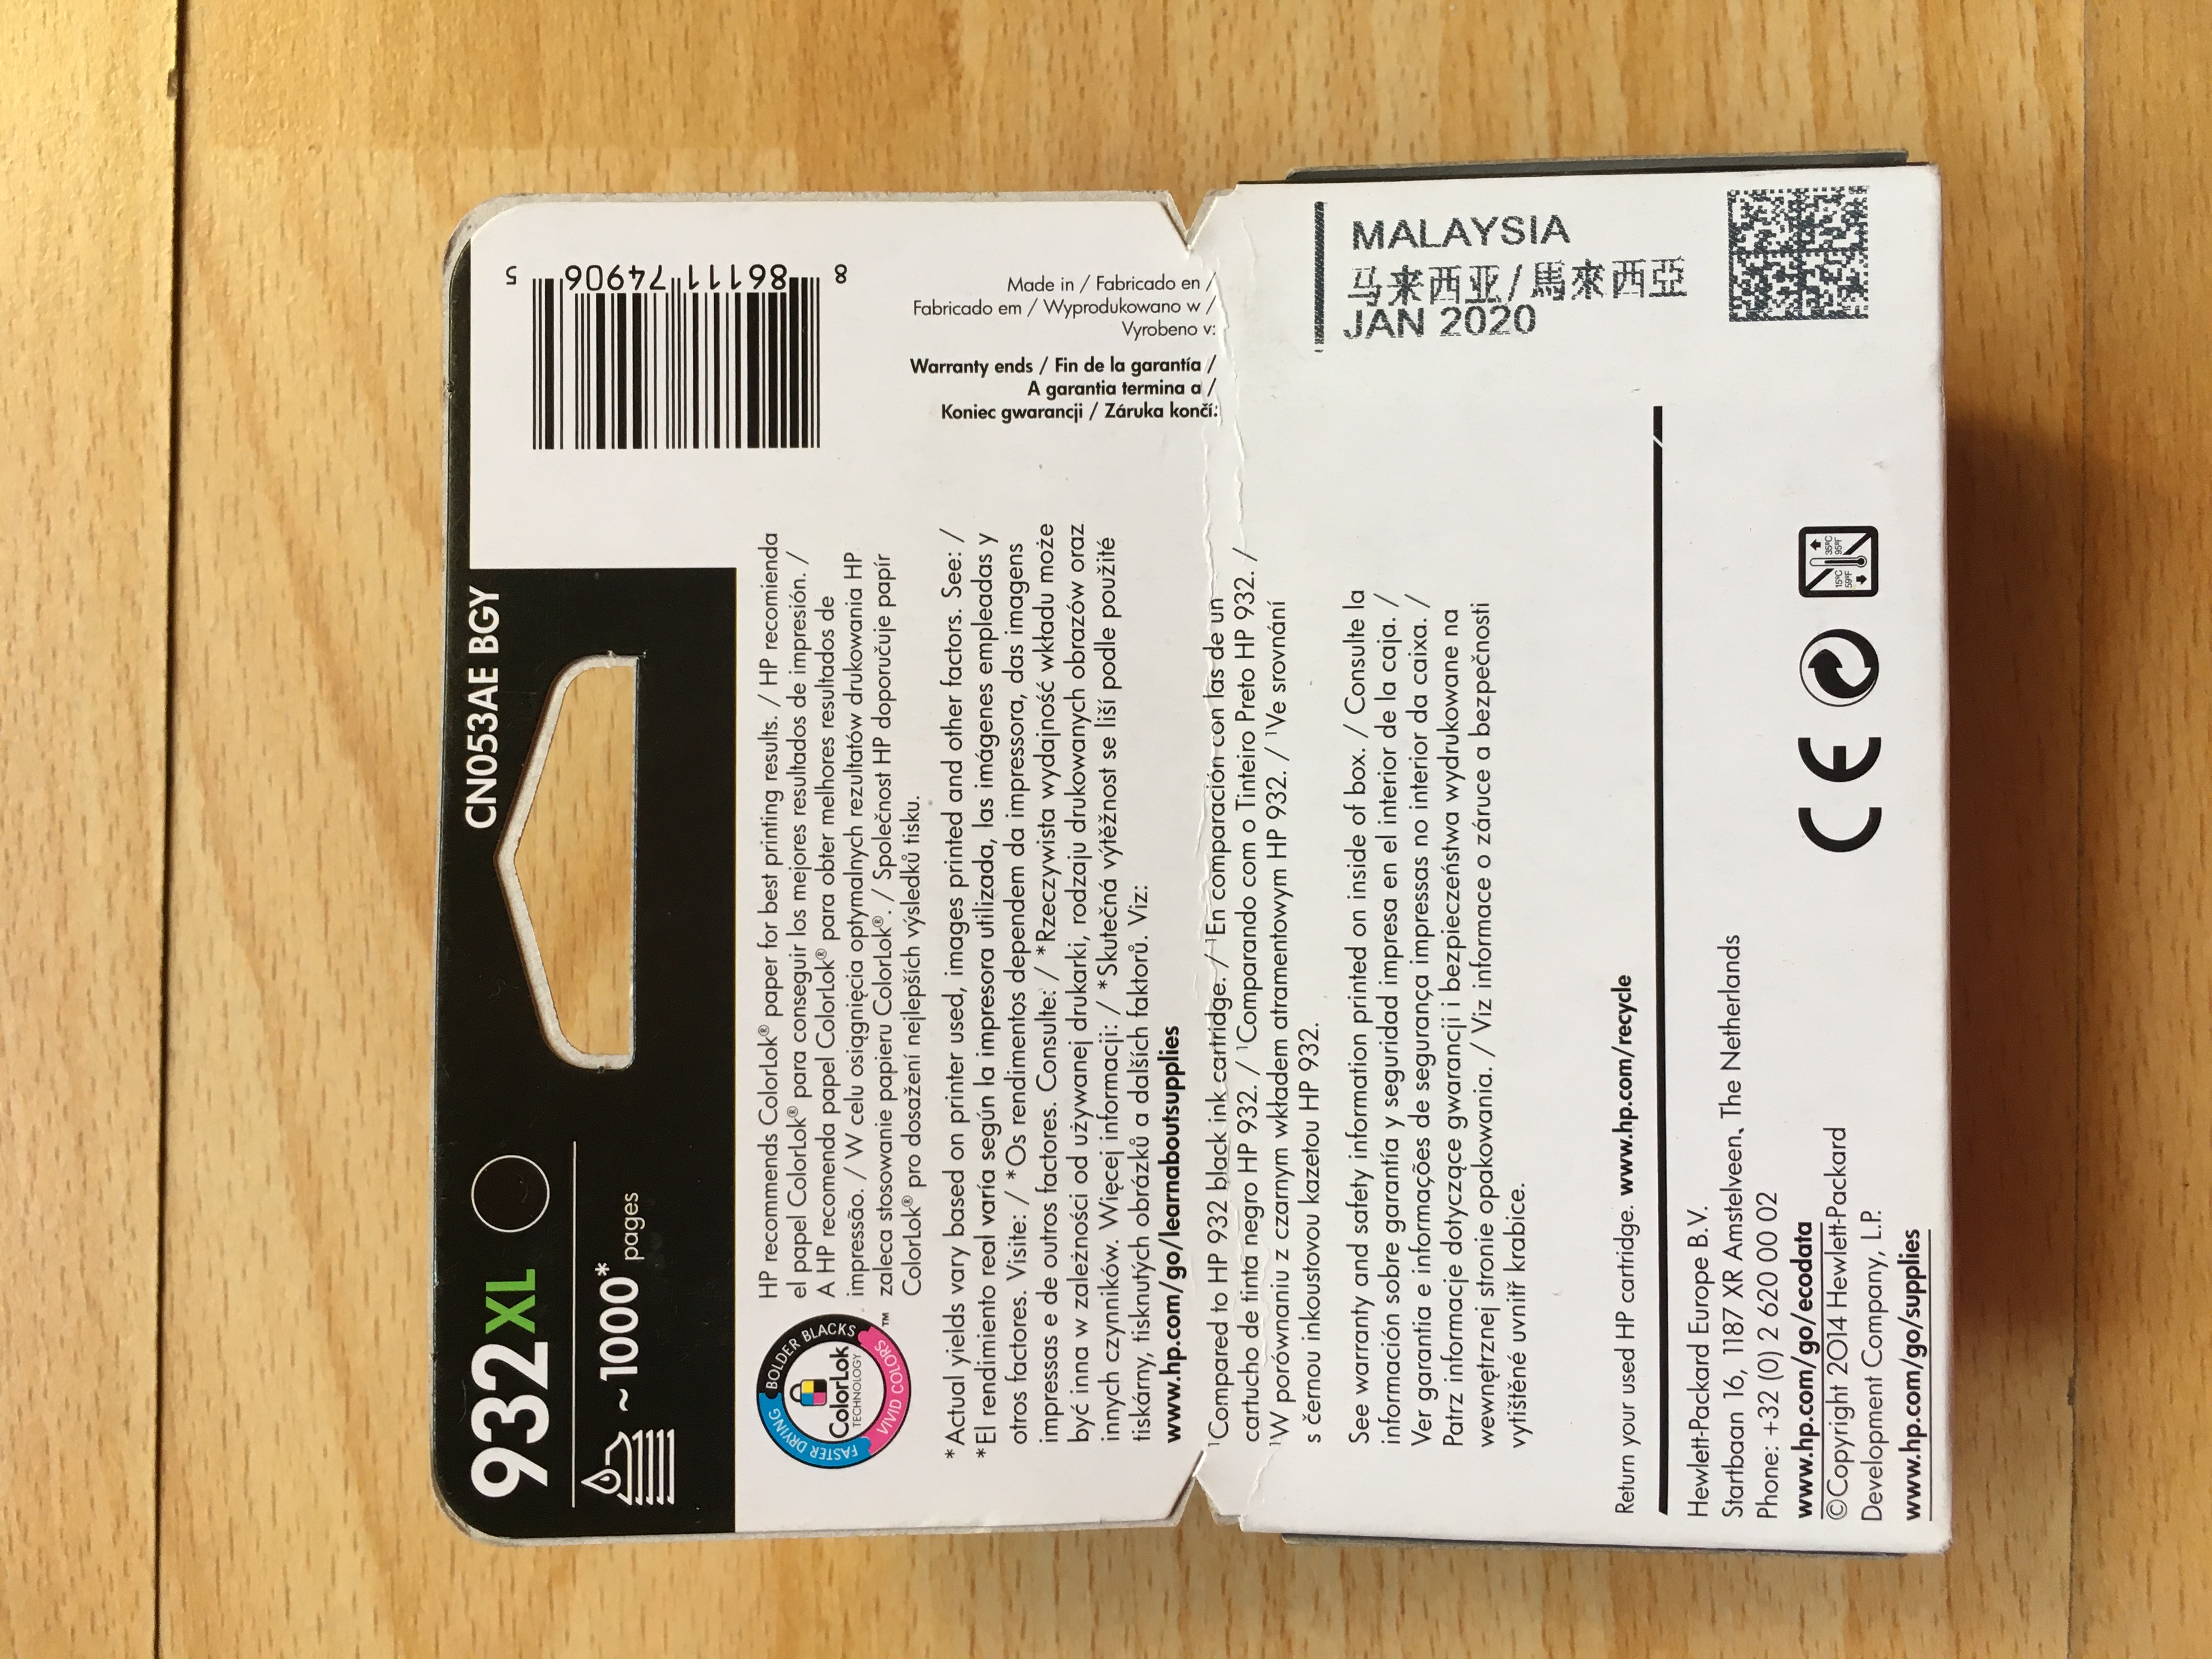 932XL
~1000*
pages
CN053AE BGY
8 86111 74906 5
BOLDER BLACKS
FASTER DRYING
VIVID COLORS
ColorLok
TECHNOLOGY
™
HP recommends ColorLok® paper for best printing results. / HP recomienda
el papel ColorLok® para conseguir los mejores resultados de impresión. /
A HP recomenda papel ColorLok® para obter melhores resultados de
impressão. / W celu osiągnięcia optymalnych rezultatów drukowania HP
zaleca stosowanie papieru ColorLok®. / Společnost HP doporučuje papír
ColorLok® pro dosažení nejlepších výsledků tisku.
*Actual yields vary based on printer used, images printed and other factors. See: /
*El rendimiento real varía según la impresora utilizada, las imágenes empleadas y
otros factores. Visite: / *Os rendimentos dependem da impressora, das imagens
impressas e de outros factores. Consulte: / *Rzeczywista wydajność wkładu może
być inna w zależności od używanej drukarki, rodzaju drukowanych obrazów oraz
innych czynników. Więcej informacji: / *Skutečná výtěžnost se liší podle použité
tiskárny, tisknutých obrázků a dalších faktorů. Viz:
www.hp.com/go/learnaboutsupplies
Made in / Fabricado en /
Fabricado em / Wyprodukowano w /
Vyrobeno v:
Warranty ends / Fin de la garantía /
A garantia termina a /
Koniec gwarancji / Záruka končí:
MALAYSIA
马来西亚/馬來西亞
JAN 2020
¹Compared to HP 932 black ink cartridge. / ¹En comparación con las de un
cartucho de tinta negro HP 932. / ¹Comparando com o Tinteiro Preto HP 932. /
¹W porównaniu z czarnym wkładem atramentowym HP 932. / ¹Ve srovnání
s černou inkoustovou kazetou HP 932.
See warranty and safety information printed on inside of box. / Consulte la
información sobre garantía y seguridad impresa en el interior de la caja. /
Ver garantia e informações de segurança impressas no interior da caixa. /
Patrz informacje dotyczące gwarancji i bezpieczeństwa wydrukowane na
wewnętrznej stronie opakowania. / Viz informace o záruce a bezpečnosti
vytištěné uvnitř krabice.
Return your used HP cartridge. www.hp.com/recycle
Hewlett-Packard Europe B.V.
Startbaan 16, 1187 XR Amstelveen, The Netherlands
Phone: +32 (0) 2 620 00 02
www.hp.com/go/ecodata
©Copyright 2014 Hewlett-Packard
Development Company, L.P.
www.hp.com/go/supplies
CE
15°C
59°F
35°C
95°F